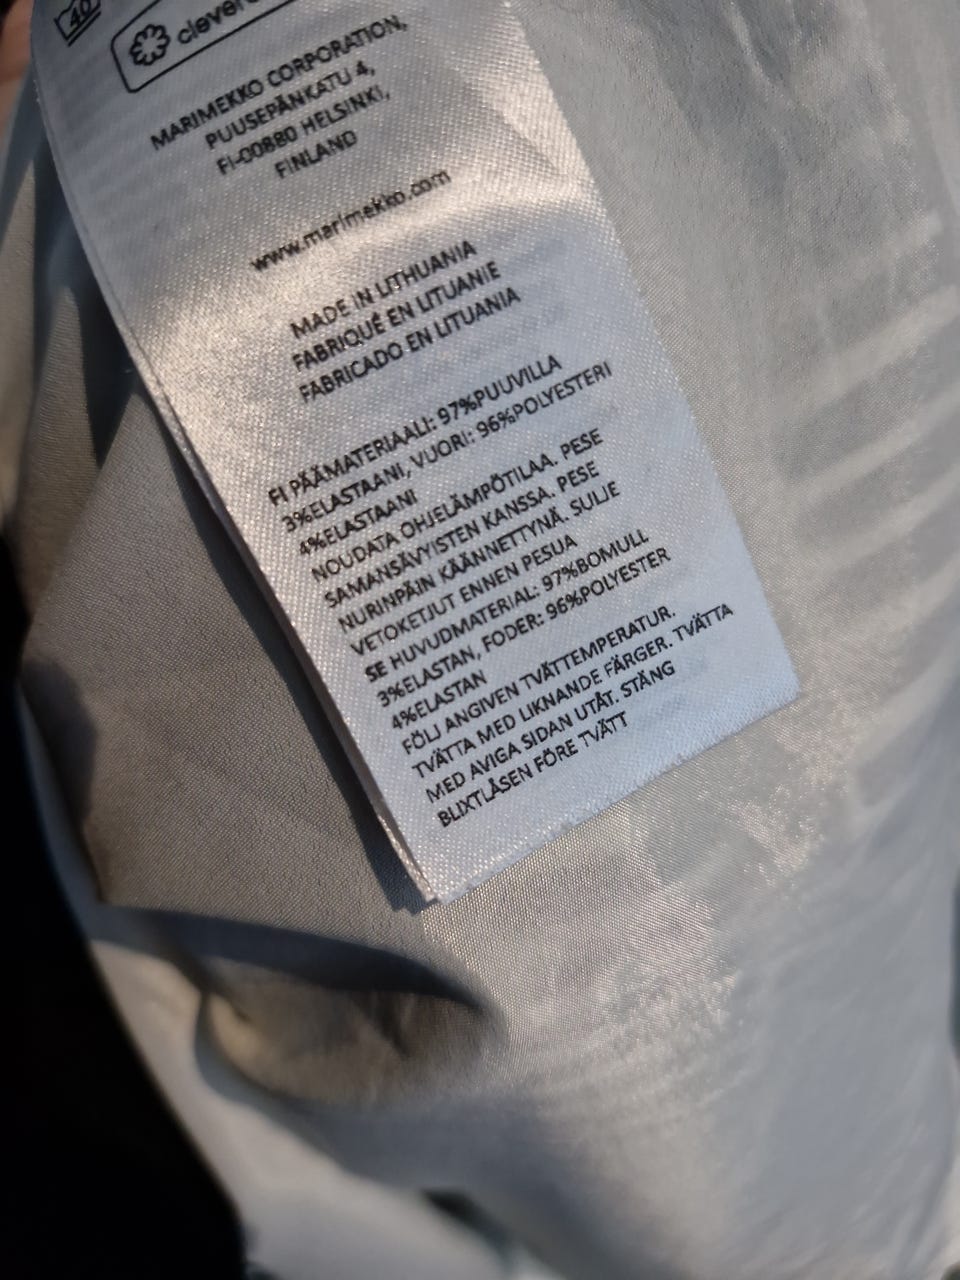 40
MARIMEKKO CORPORATION,
PUUSEPÄNKATU 4,
FI-00880 HELSINKI,
FINLAND
www.marimekko.com
MADE IN LITHUANIA
FABRIQUÉ EN LITUANIE
FABRICADO EN LITUANIA
FI PÄÄMATERIAALI: 97%PUUVILLA
3%ELASTAANI, VUORI: 96%POLYESTERI
4%ELASTAANI
NOUDATA OHJELÄMPÖTILAA. PESE
SAMANSÄVYISTEN KANSSA. PESE
NURINPÄIN KÄÄNNETTYNÄ. SULJE
VETOKETJUT ENNEN PESUA
SE HUVUDMATERIAL: 97%BOMULL
3%ELASTAN, FODER: 96%POLYESTER
4%ELASTAN
FÖLJ ANGIVEN TVÄTTEMPERATUR.
TVÄTTA MED LIKNANDE FÄRGER. TVÄTTA
MED AVIGA SIDAN UTÅT. STÄNG
BLIXTLÅSEN FÖRE TVÄTT